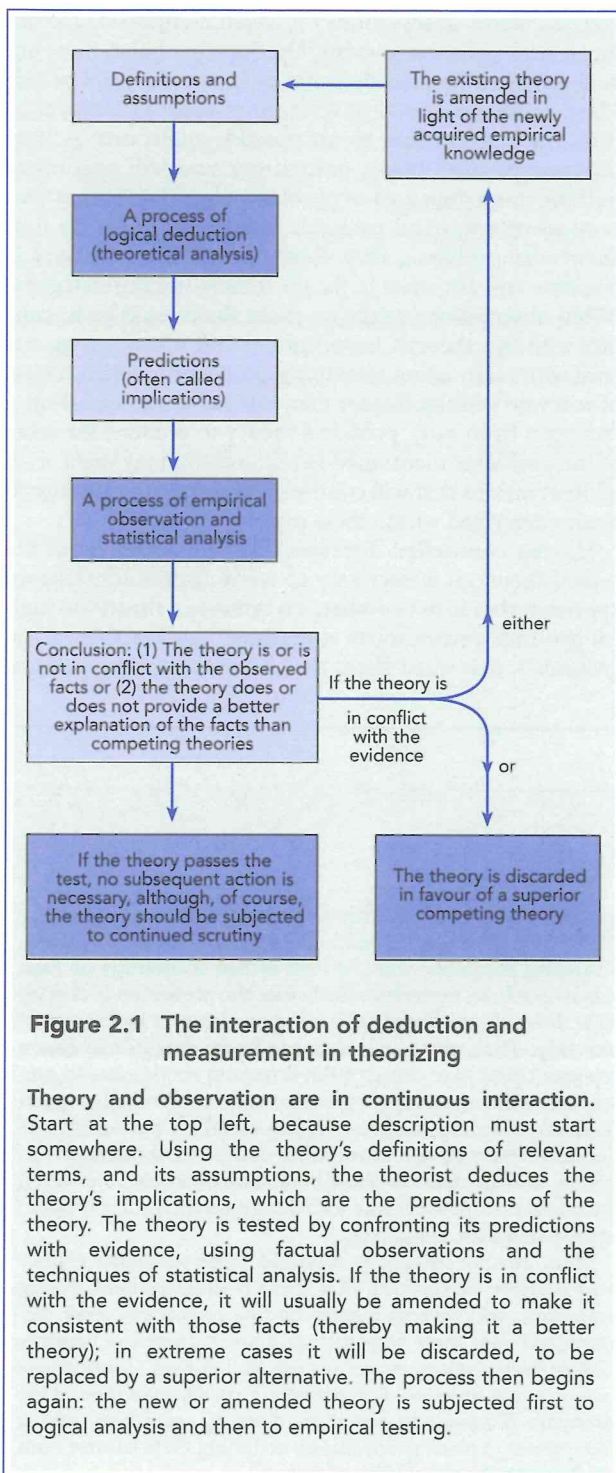 Definitions and
assumptions
The existing theory
is amended in
light of the newly
acquired empirical
knowledge
A process of
logical deduction
(theoretical analysis)
Predictions
(often called
implications)
A process of empirical
observation and
statistical analysis
Conclusion: (1) The theory is or is
not in conflict with the observed
facts or (2) the theory does or
does not provide a better
explanation of the facts than
competing theories
If the theory is
in conflict
with the
evidence
either
or
If the theory passes the
test, no subsequent action is
necessary, although, of course,
the theory should be subjected
to continued scrutiny
The theory is discarded
in favour of a superior
competing theory
Figure 2.1 The interaction of deduction and
measurement in theorizing
Theory and observation are in continuous interaction.
Start at the top left, because description must start
somewhere. Using the theory's definitions of relevant
terms, and its assumptions, the theorist deduces the
theory's implications, which are the predictions of the
theory. The theory is tested by confronting its predictions
with evidence, using factual observations and the
techniques of statistical analysis. If the theory is in conflict
with the evidence, it will usually be amended to make it
consistent with those facts (thereby making it a better
theory); in extreme cases it will be discarded, to be
replaced by a superior alternative. The process then begins
again: the new or amended theory is subjected first to
logical analysis and then to empirical testing.